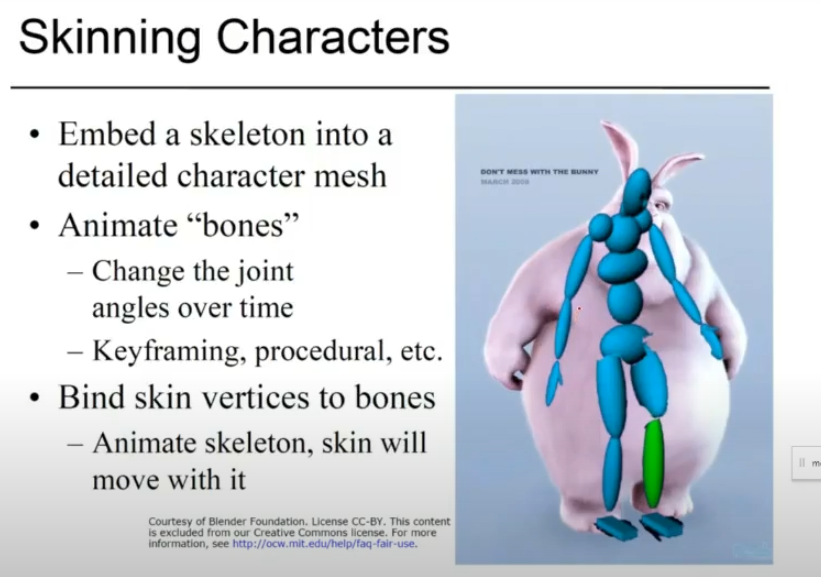 Skinning Characters
• Embed a skeleton into a
detailed character mesh
• Animate “bones”
– Change the joint
angles over time
– Keyframing, procedural, etc.
• Bind skin vertices to bones
– Animate skeleton, skin will
move with it
DON'T MESS WITH THE BUNNY
MARCH 2008
Courtesy of Blender Foundation. License CC-BY. This content
is excluded from our Creative Commons license. For more
information, see http://ocw.mit.edu/help/faq-fair-use.